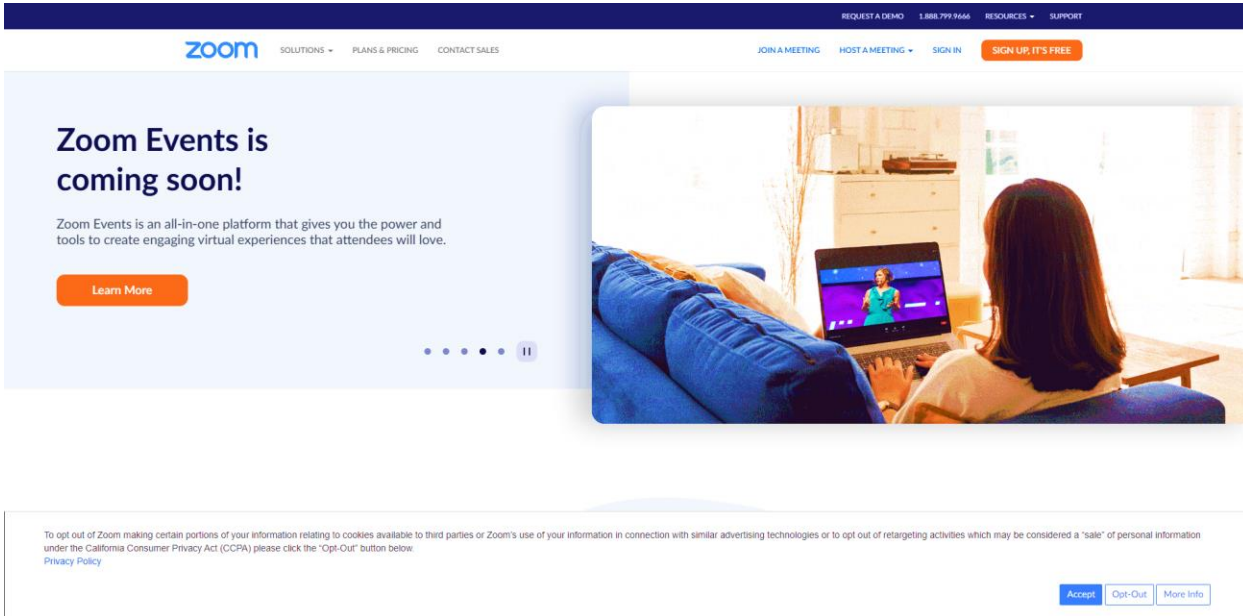 REQUEST A DEMO 1.888.799.9666 RESOURCES SUPPORT
zoom SOLUTIONS PLANS & PRICING CONTACT SALES JOIN A MEETING HOST A MEETING SIGN IN SIGN UP, IT'S FREE
Zoom Events is
coming soon!
Zoom Events is an all-in-one platform that gives you the power and
tools to create engaging virtual experiences that attendees will love.
Learn More
To opt out of Zoom making certain portions of your information relating to cookies available to third parties or Zoom's use of your information in connection with similar advertising technologies or to opt out of retargeting activities which may be considered a "sale" of personal information
under the California Consumer Privacy Act (CCPA) please click the "Opt-Out" button below.
Privacy Policy
Accept Opt-Out More Info